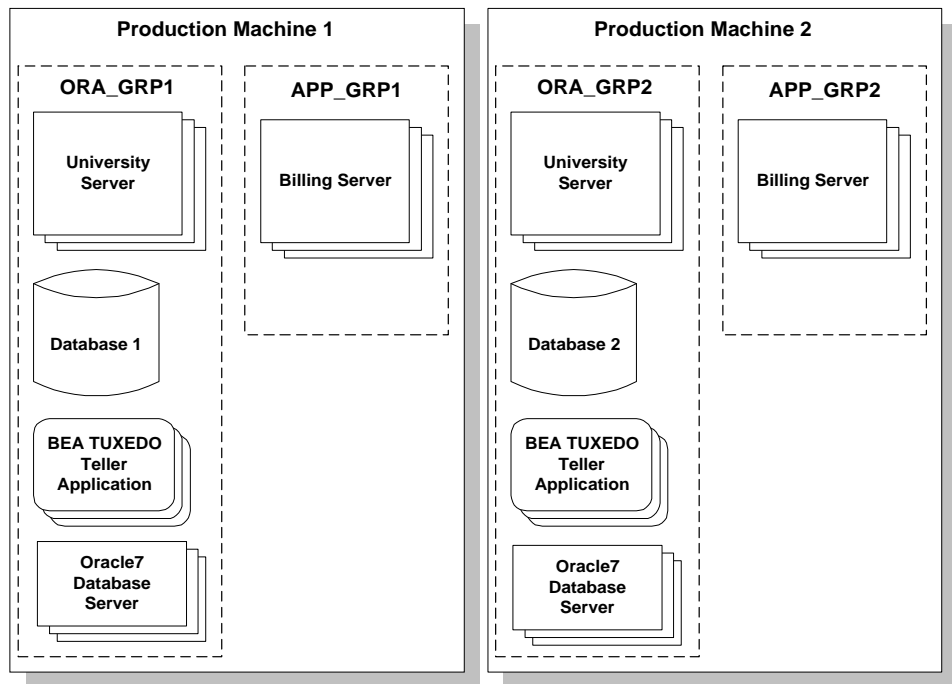 Production Machine 1
ORA_GRP1
University
Server
Database 1
BEA TUXEDO
Teller
Application
Oracle7
Database
Server
APP_GRP1
Billing Server
Production Machine 2
ORA_GRP2
University
Server
Database 2
BEA TUXEDO
Teller
Application
Oracle7
Database
Server
APP_GRP2
Billing Server